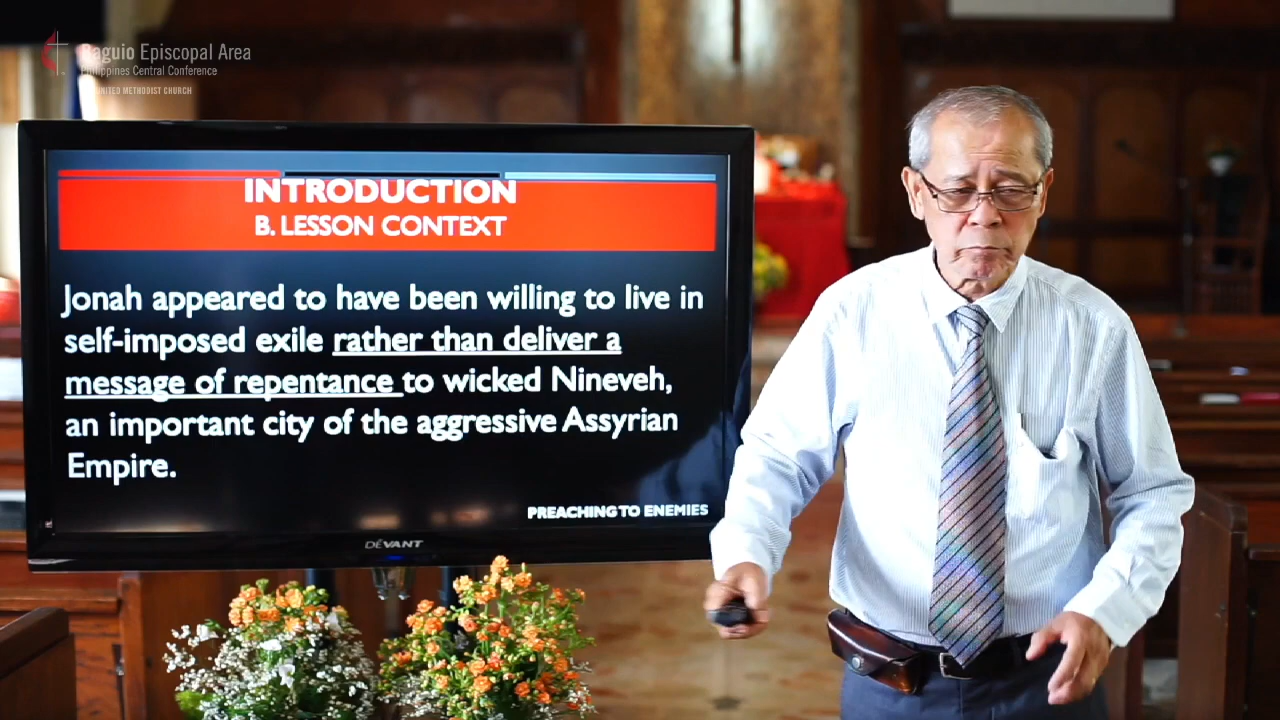 Baguio Episcopal Area
Philippines Central Conference
UNITED METHODIST CHURCH
INTRODUCTION
B. LESSON CONTEXT
Jonah appeared to have been willing to live in
self-imposed exile rather than deliver a
message of repentance to wicked Nineveh,
an important city of the aggressive Assyrian
Empire.
PREACHING TO ENEMIES
DEVANT